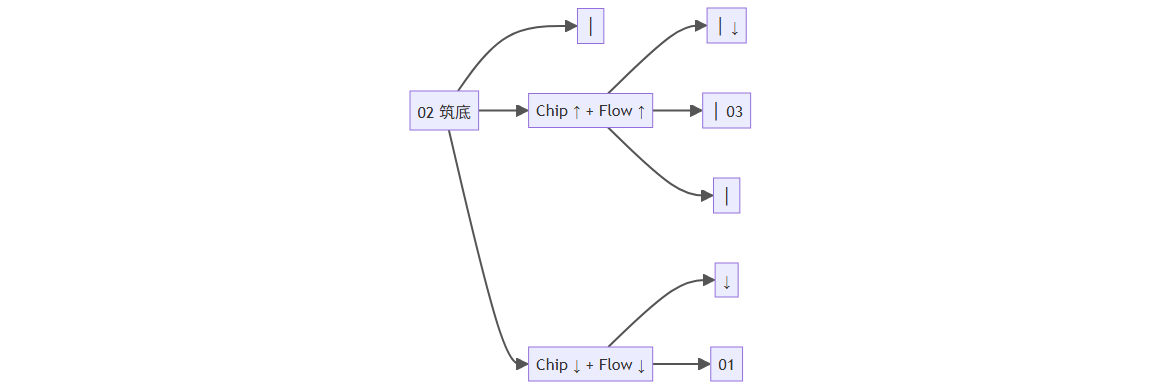 │
│ ↓
02 筑底
Chip ↑ + Flow ↑
│ 03
│
↓
Chip ↓ + Flow ↓
01